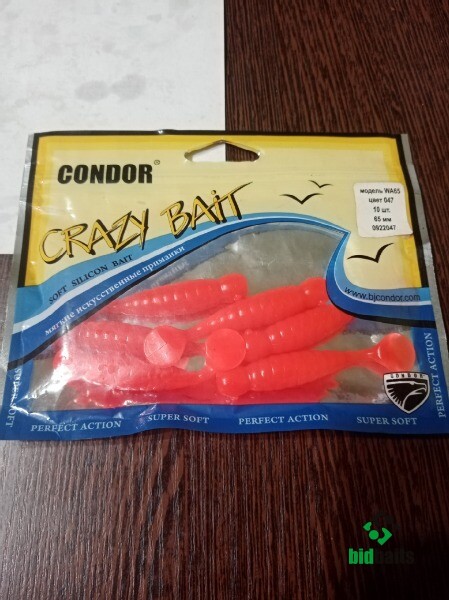 CONDOR®
CRAZY BAIT
SOFT SILICON BAIT
мягкие искусственные приманки
модель WA65
цвет 047
10 шт.
65 мм
0922047
www.bjcondor.com
CONDOR
SUPER SOFT
PERFECT ACTION
PERFECT ACTION
SUPER SOFT
PERFECT ACTION
SUPER SOFT
bidbaits